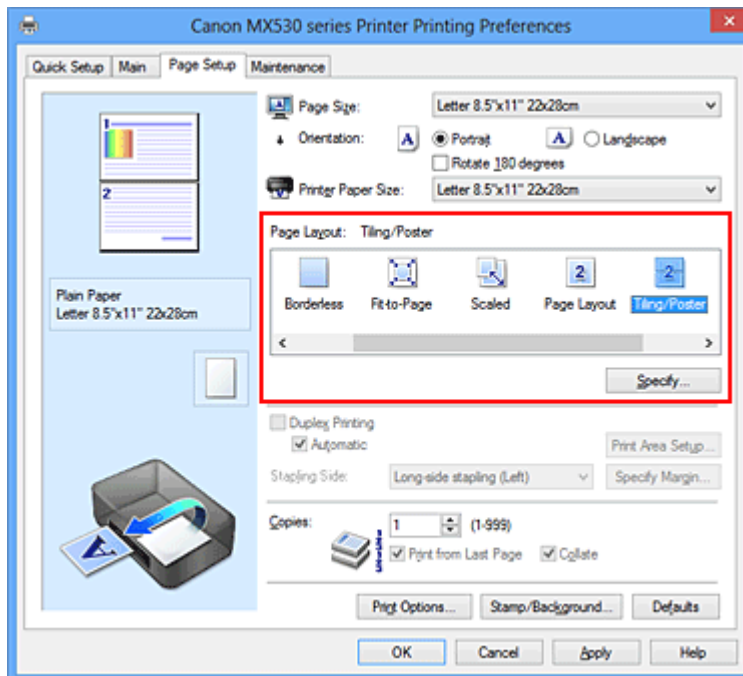 Canon MX530 series Printer Printing Preferences
Quick Setup Main Page Setup Maintenance
1
2
Plain Paper
Letter 8.5"x11" 22x28cm
A
Page Size: Letter 8.5"x11" 22x28cm
Orientation: A Portrait A Landscape
Rotate 180 degrees
Printer Paper Size: Letter 8.5"x11" 22x28cm
Page Layout: Tiling/Poster
2 2
Borderless Fit-to-Page Scaled Page Layout Tiling/Poster
Specify...
Duplex Printing
Automatic Print Area Setup...
Stapling Side: Long-side stapling (Left) Specify Margin...
Copies: 1 (1-999)
Print from Last Page Collate
Print Options... Stamp/Background... Defaults
OK Cancel Apply Help